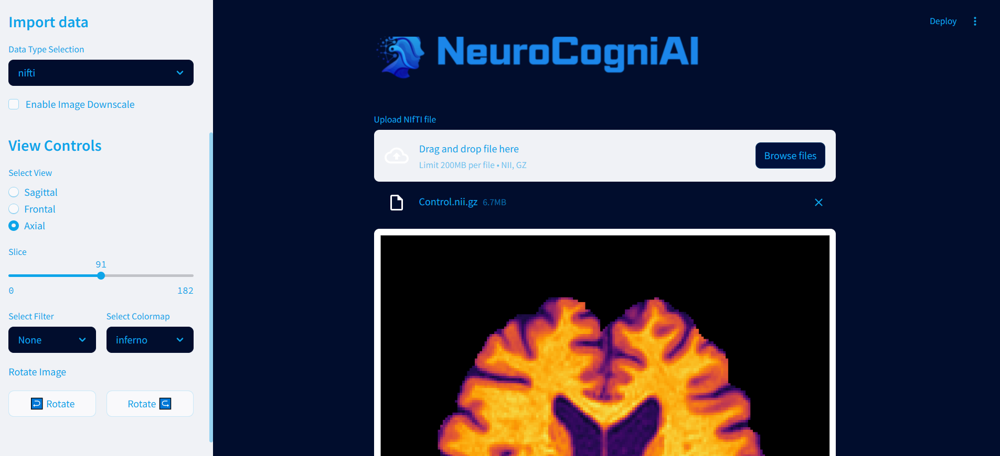 Import data
Data Type Selection
nifti
Enable Image Downscale
View Controls
Select View
Sagittal
Frontal
Axial
Slice
91
0 182
Select Filter Select Colormap
None inferno
Rotate Image
Rotate Rotate
Deploy
NeuroCogniAI
Upload NIfTI file
Drag and drop file here
Limit 200MB per file • NII, GZ
Browse files
Control.nii.gz 6.7MB